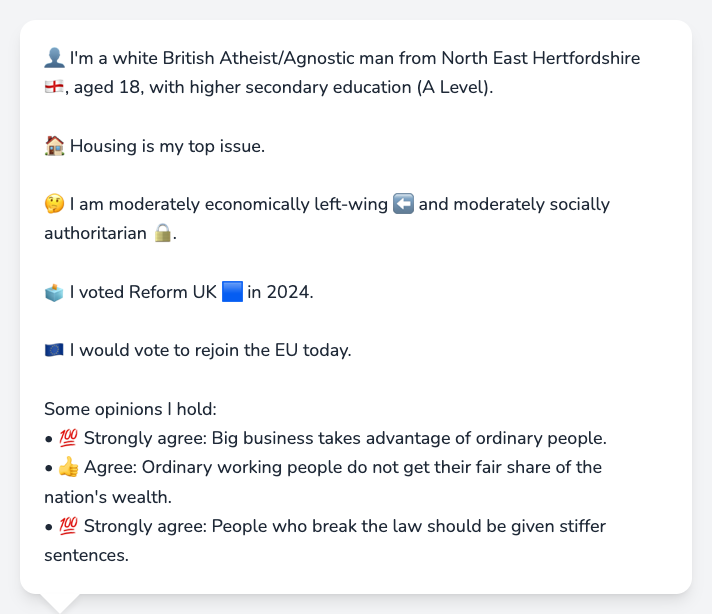 👤 I'm a white British Atheist/Agnostic man from North East Hertfordshire
🏴󠁧󠁢󠁥󠁮󠁧󠁿, aged 18, with higher secondary education (A Level).
🏠 Housing is my top issue.
🤔 I am moderately economically left-wing ⬅️ and moderately socially
authoritarian 🔒.
🗳️ I voted Reform UK 🟦 in 2024.
🇪🇺 I would vote to rejoin the EU today.
Some opinions I hold:
• 💯 Strongly agree: Big business takes advantage of ordinary people.
• 👍 Agree: Ordinary working people do not get their fair share of the
nation's wealth.
• 💯 Strongly agree: People who break the law should be given stiffer
sentences.